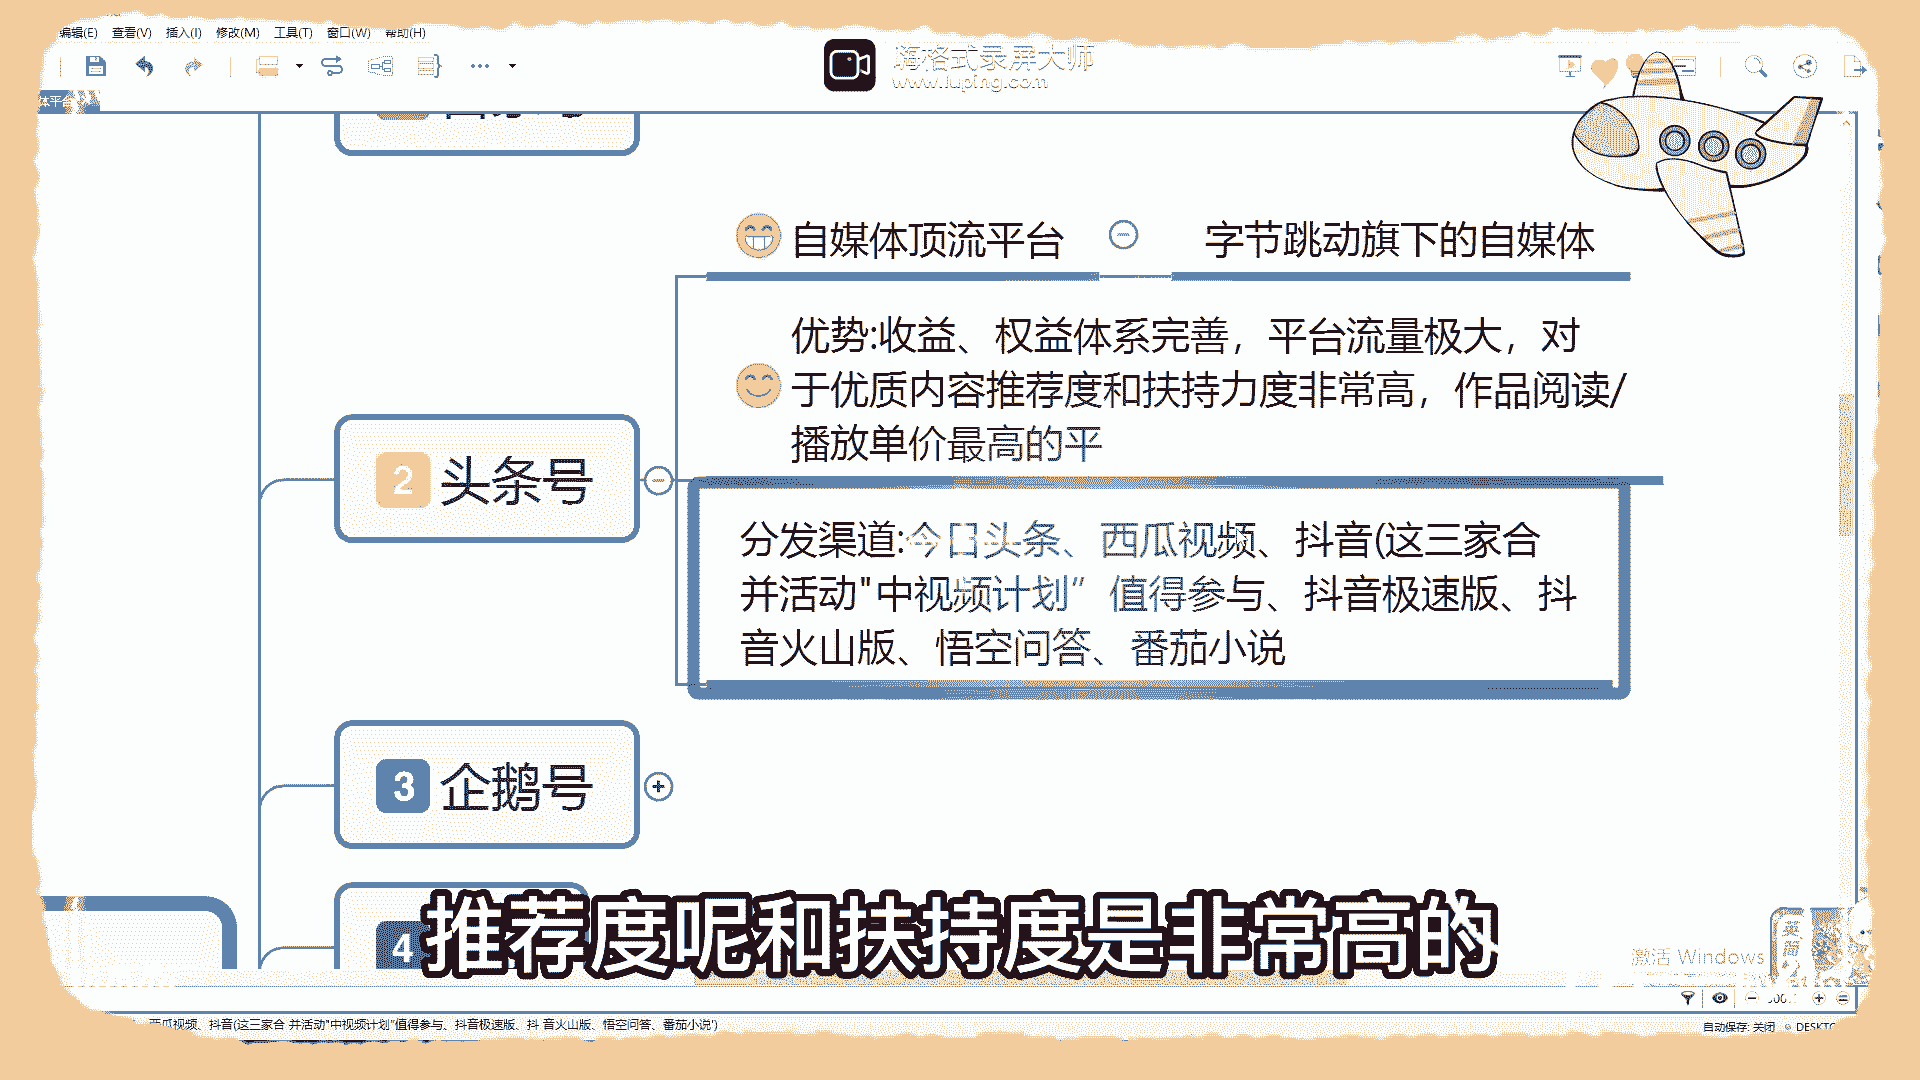 编辑(E) 查看(V) 插入(I) 修改(M) 工具(T) 窗口(W) 帮助(H)
嗨格式录屏大师
www.luping.com
体平台
自媒体顶流平台
字节跳动旗下的自媒体
优势:收益、权益体系完善，平台流量极大，对
于优质内容推荐度和扶持力度非常高，作品阅读/
播放单价最高的平
2 头条号
分发渠道:今日头条、西瓜视频、抖音(这三家合
并活动"中视频计划”值得参与、抖音极速版、抖
音火山版、悟空问答、番茄小说
3 企鹅号
4
推荐度呢和扶持度是非常高的
激活 Windows
西瓜视频、抖音(这三家合 并活动"中视频计划"值得参与、抖音极速版、抖 音火山版、悟空问答、番茄小说')
自动保存: 关闭